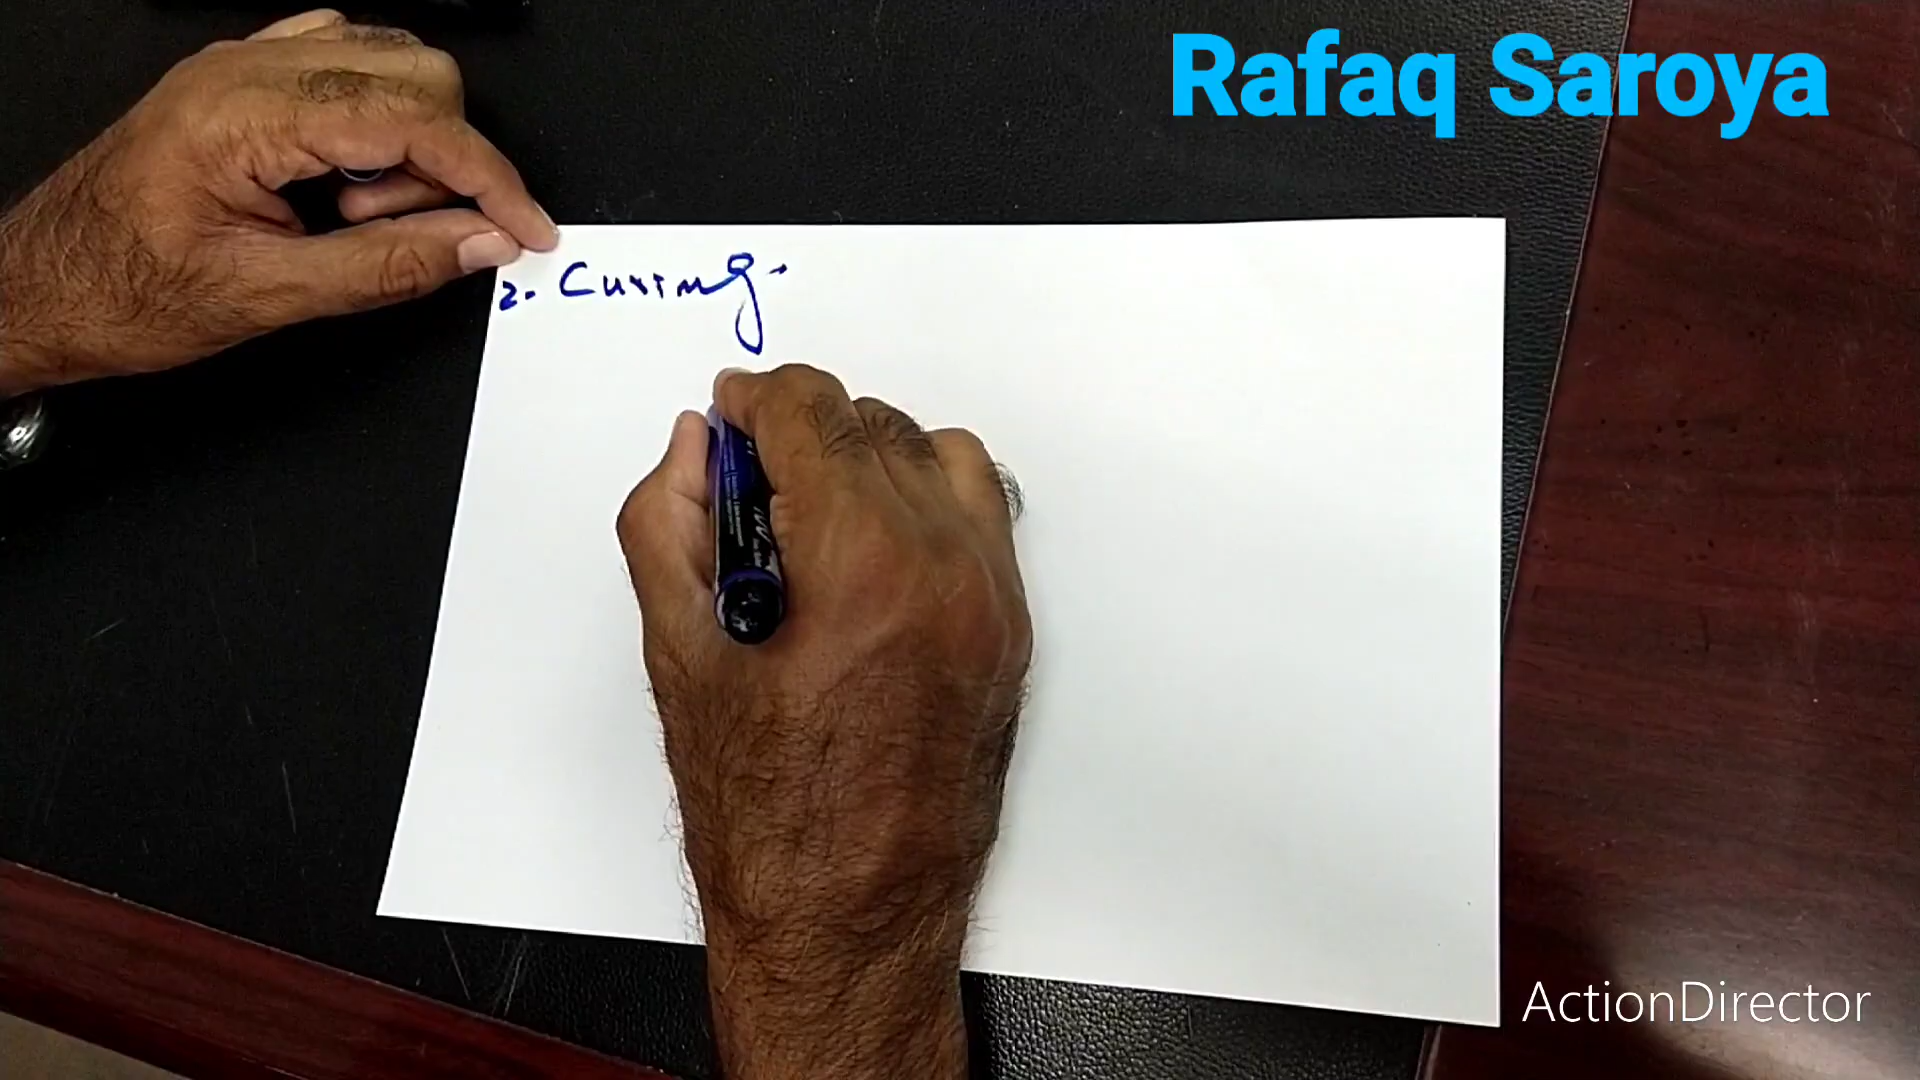 Rafaq Saroya
2. Curing.
ActionDirector